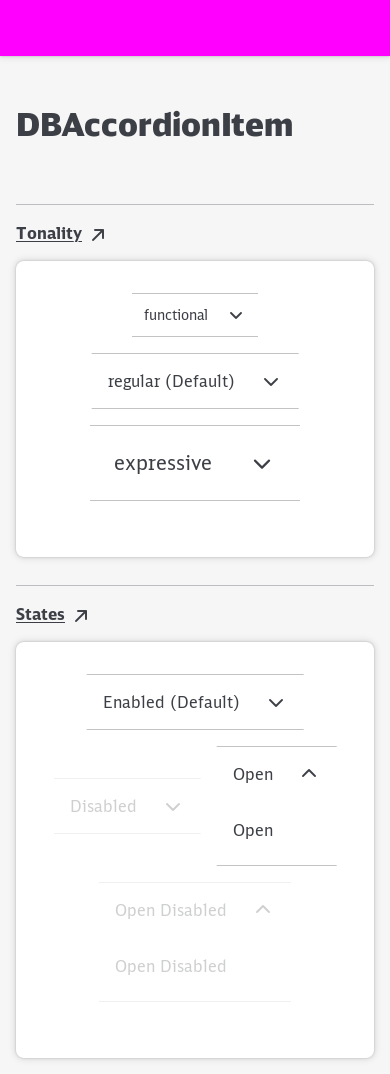 DBAccordionItem
Tonality
functional
regular (Default)
expressive
States
Enabled (Default)
Disabled
Open
Open
Open Disabled
Open Disabled